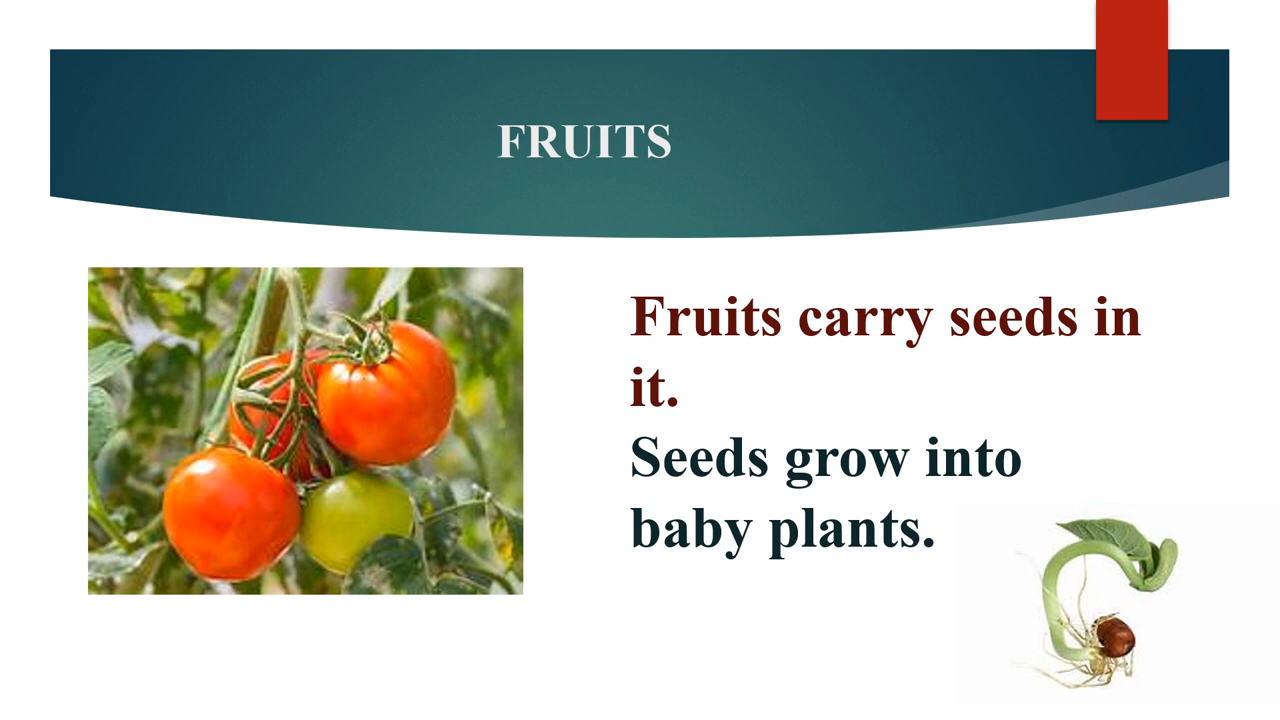 FRUITS
Fruits carry seeds in
it.
Seeds grow into
baby plants.